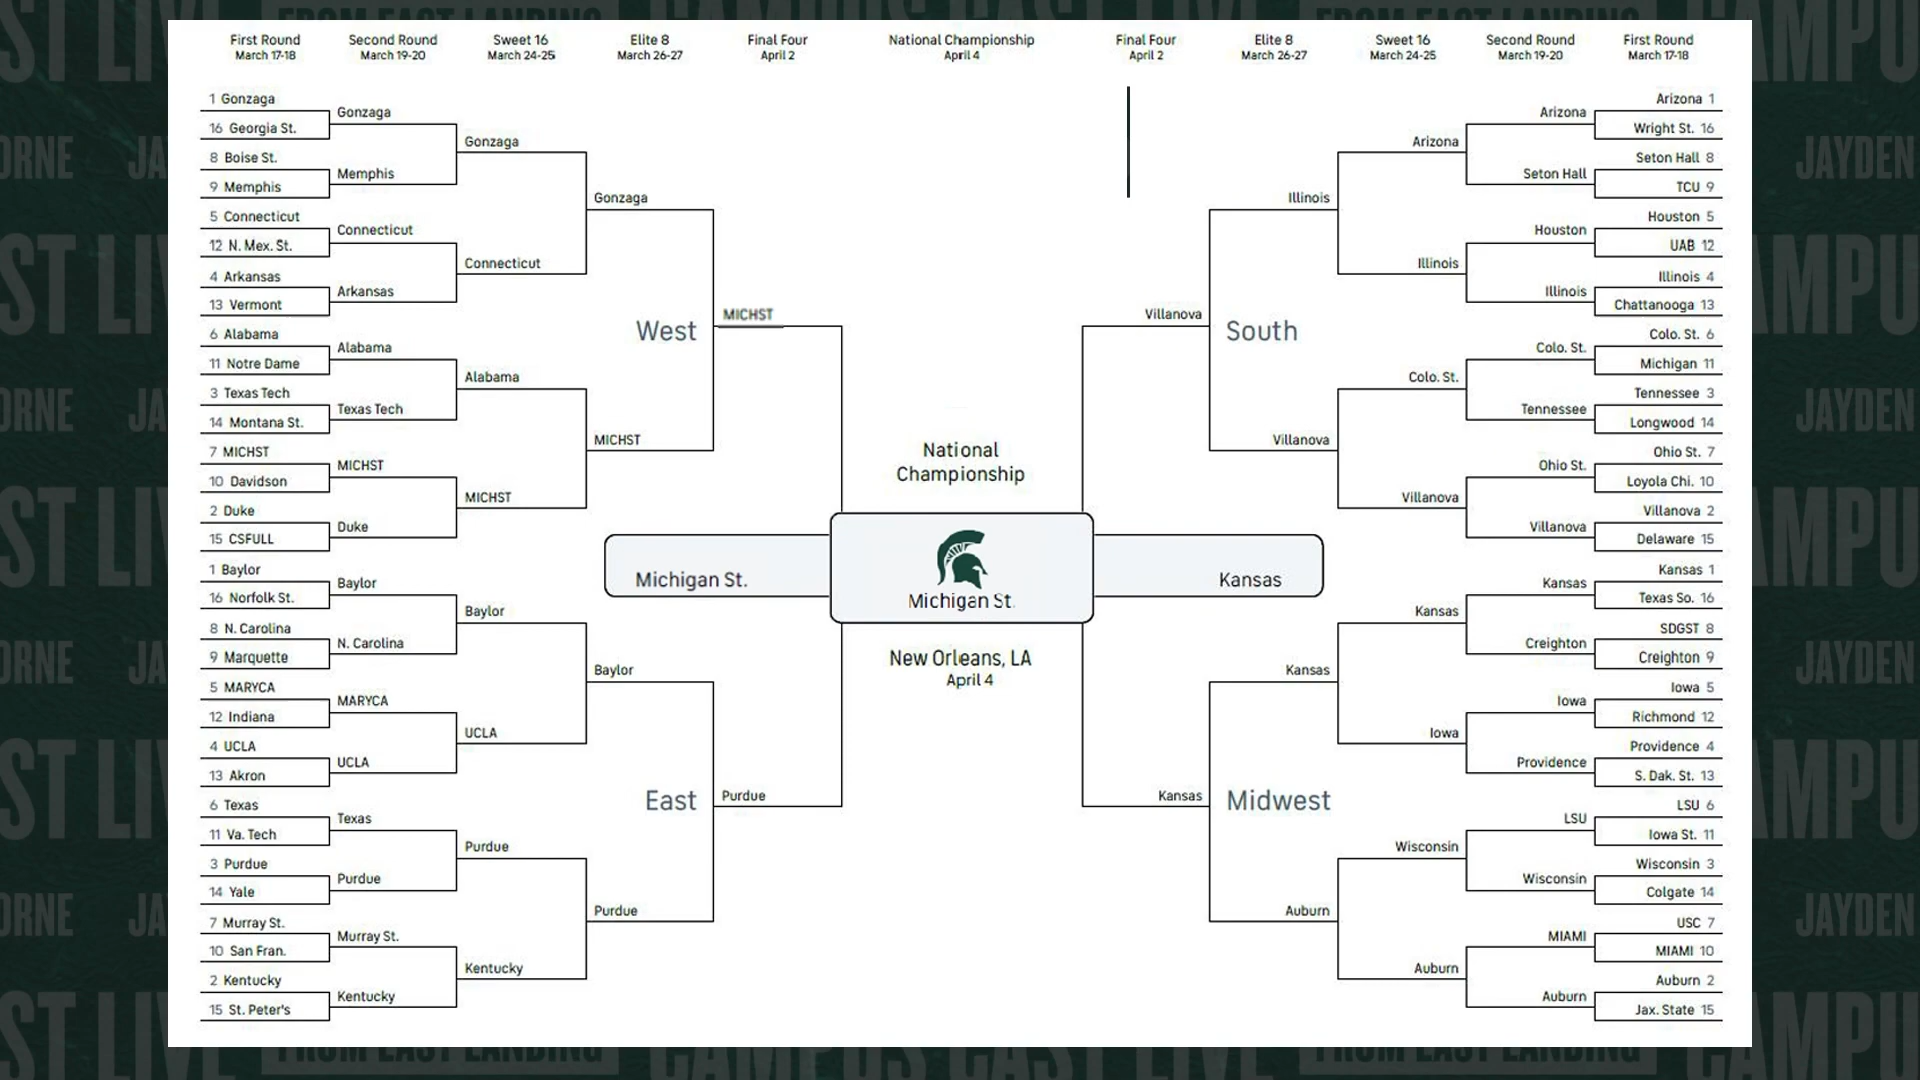 First Round
March 17-18
Second Round
March 19-20
Sweet 16
March 24-25
Elite 8
March 26-27
Final Four
April 2
National Championship
April 4
Final Four
April 2
Elite 8
March 26-27
Sweet 16
March 24-25
Second Round
March 19-20
First Round
March 17-18
1 Gonzaga
16 Georgia St.
8 Boise St.
9 Memphis
5 Connecticut
12 N. Mex. St.
4 Arkansas
13 Vermont
6 Alabama
11 Notre Dame
3 Texas Tech
14 Montana St.
7 MICHST
10 Davidson
2 Duke
15 CSFULL
1 Baylor
16 Norfolk St.
8 N. Carolina
9 Marquette
5 MARYCA
12 Indiana
4 UCLA
13 Akron
6 Texas
11 Va. Tech
3 Purdue
14 Yale
7 Murray St.
10 San Fran.
2 Kentucky
15 St. Peter's
Gonzaga
Memphis
Connecticut
Arkansas
Alabama
Texas Tech
MICHST
Duke
Baylor
N. Carolina
MARYCA
UCLA
Texas
Purdue
Murray St.
Kentucky
Gonzaga
Connecticut
Alabama
MICHST
Baylor
UCLA
Purdue
Kentucky
Gonzaga
MICHST
Baylor
Purdue
West
East
MICHST
Purdue
National
Championship
Michigan St.
Michigan St.
Kansas
New Orleans, LA
April 4
Villanova
Kansas
South
Midwest
Illinois
Villanova
Kansas
Auburn
Arizona
Illinois
Colo. St.
Villanova
Kansas
Iowa
Wisconsin
Auburn
Arizona
Seton Hall
Houston
Illinois
Colo. St.
Tennessee
Ohio St.
Villanova
Kansas
Creighton
Iowa
Providence
LSU
Wisconsin
MIAMI
Auburn
Arizona 1
Wright St. 16
Seton Hall 8
TCU 9
Houston 5
UAB 12
Illinois 4
Chattanooga 13
Colo. St. 6
Michigan 11
Tennessee 3
Longwood 14
Ohio St. 7
Loyola Chi. 10
Villanova 2
Delaware 15
Kansas 1
Texas So. 16
SDGST 8
Creighton 9
Iowa 5
Richmond 12
Providence 4
S. Dak. St. 13
LSU 6
Iowa St. 11
Wisconsin 3
Colgate 14
USC 7
MIAMI 10
Auburn 2
Jax. State 15
JAYDEN
JAYDEN
JAYDEN
JAYDEN
FROM EAST LANDING
CAMPUS CAST LIVE
FROM EAST LANDING